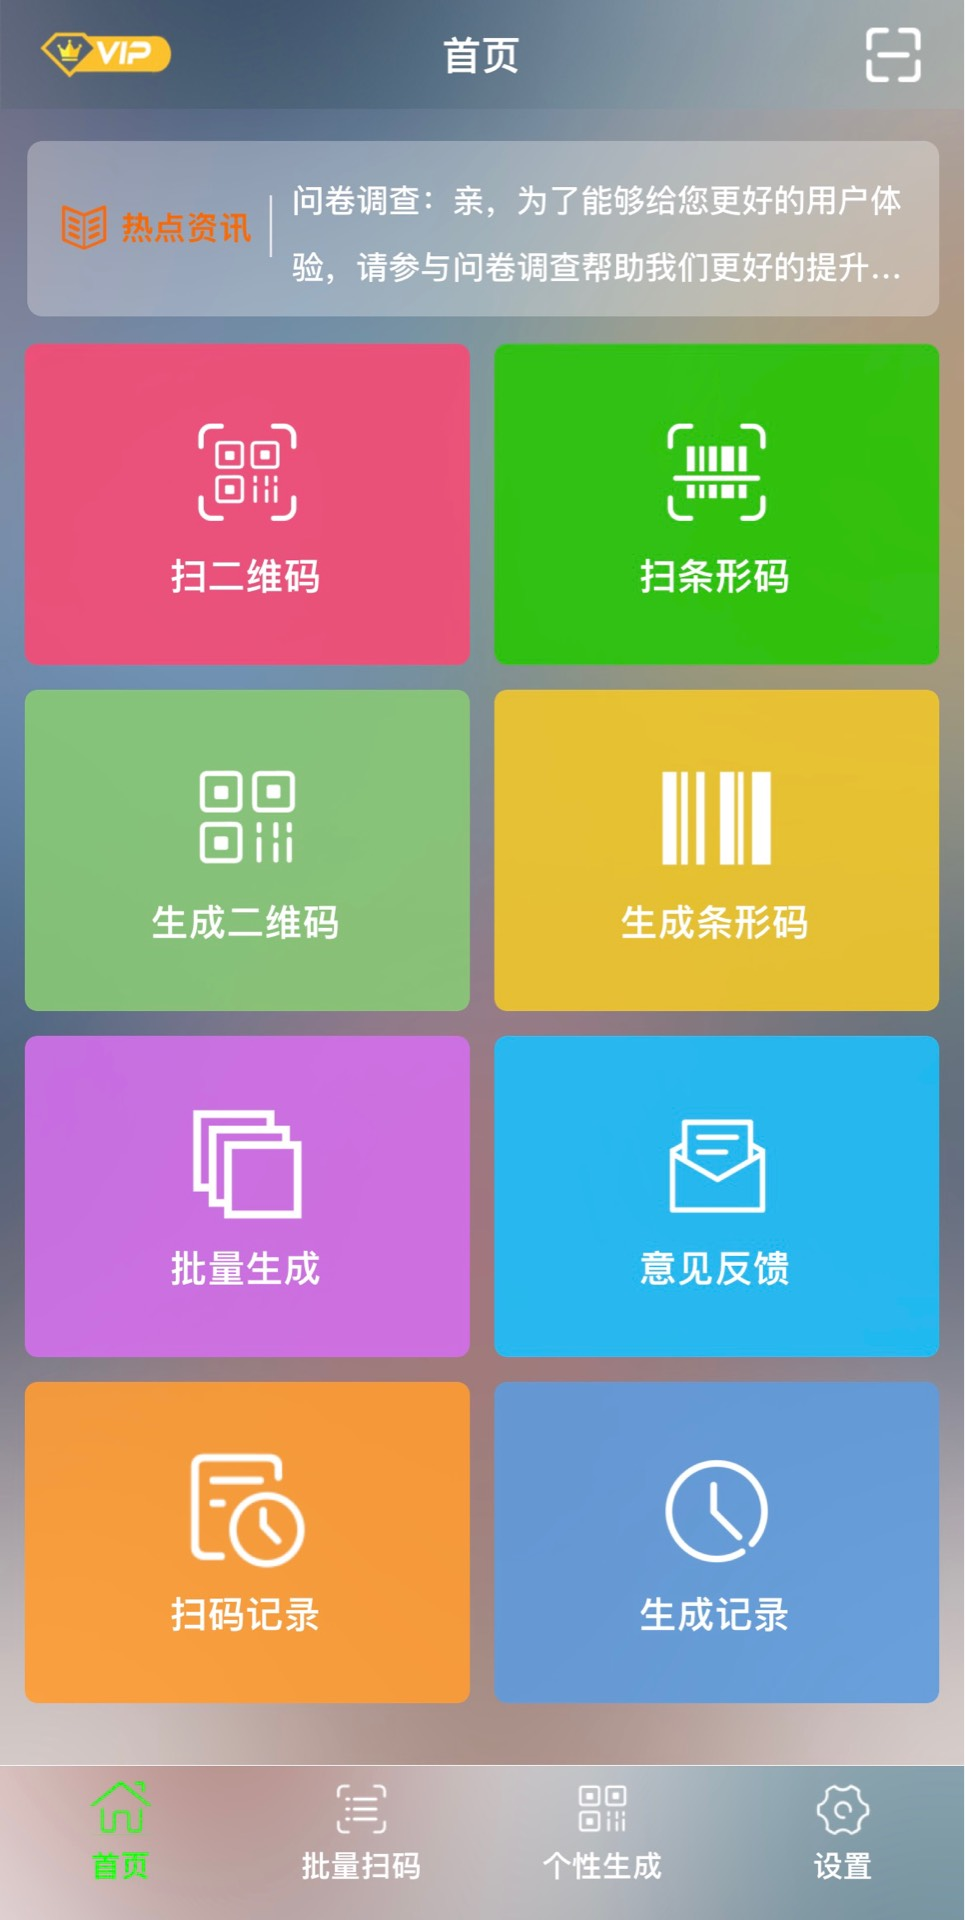 VIP
首页
热点资讯
问卷调查：亲，为了能够给您更好的用户体
验，请参与问卷调查帮助我们更好的提升...
扫二维码
扫条形码
生成二维码
生成条形码
批量生成
意见反馈
扫码记录
生成记录
首页
批量扫码
个性生成
设置